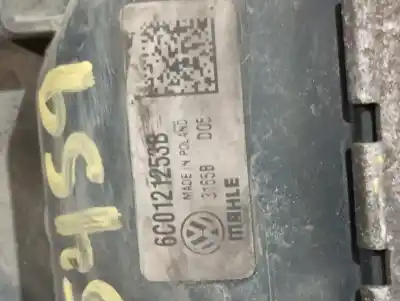 6C0121253B
MADE IN POLAND
3165B D05
MAHLE